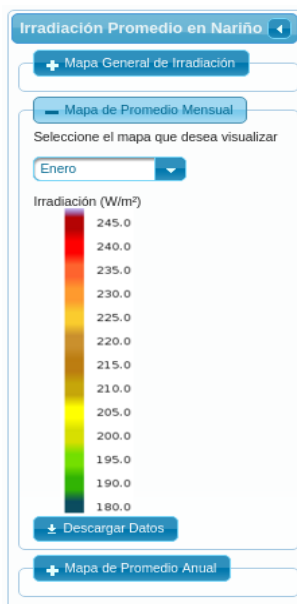 Irradiación Promedio en Nariño
Mapa General de Irradiación
Mapa de Promedio Mensual
Seleccione el mapa que desea visualizar
Enero
Irradiación (W/m²)
245.0
240.0
235.0
230.0
225.0
220.0
215.0
210.0
205.0
200.0
195.0
190.0
180.0
Descargar Datos
Mapa de Promedio Anual